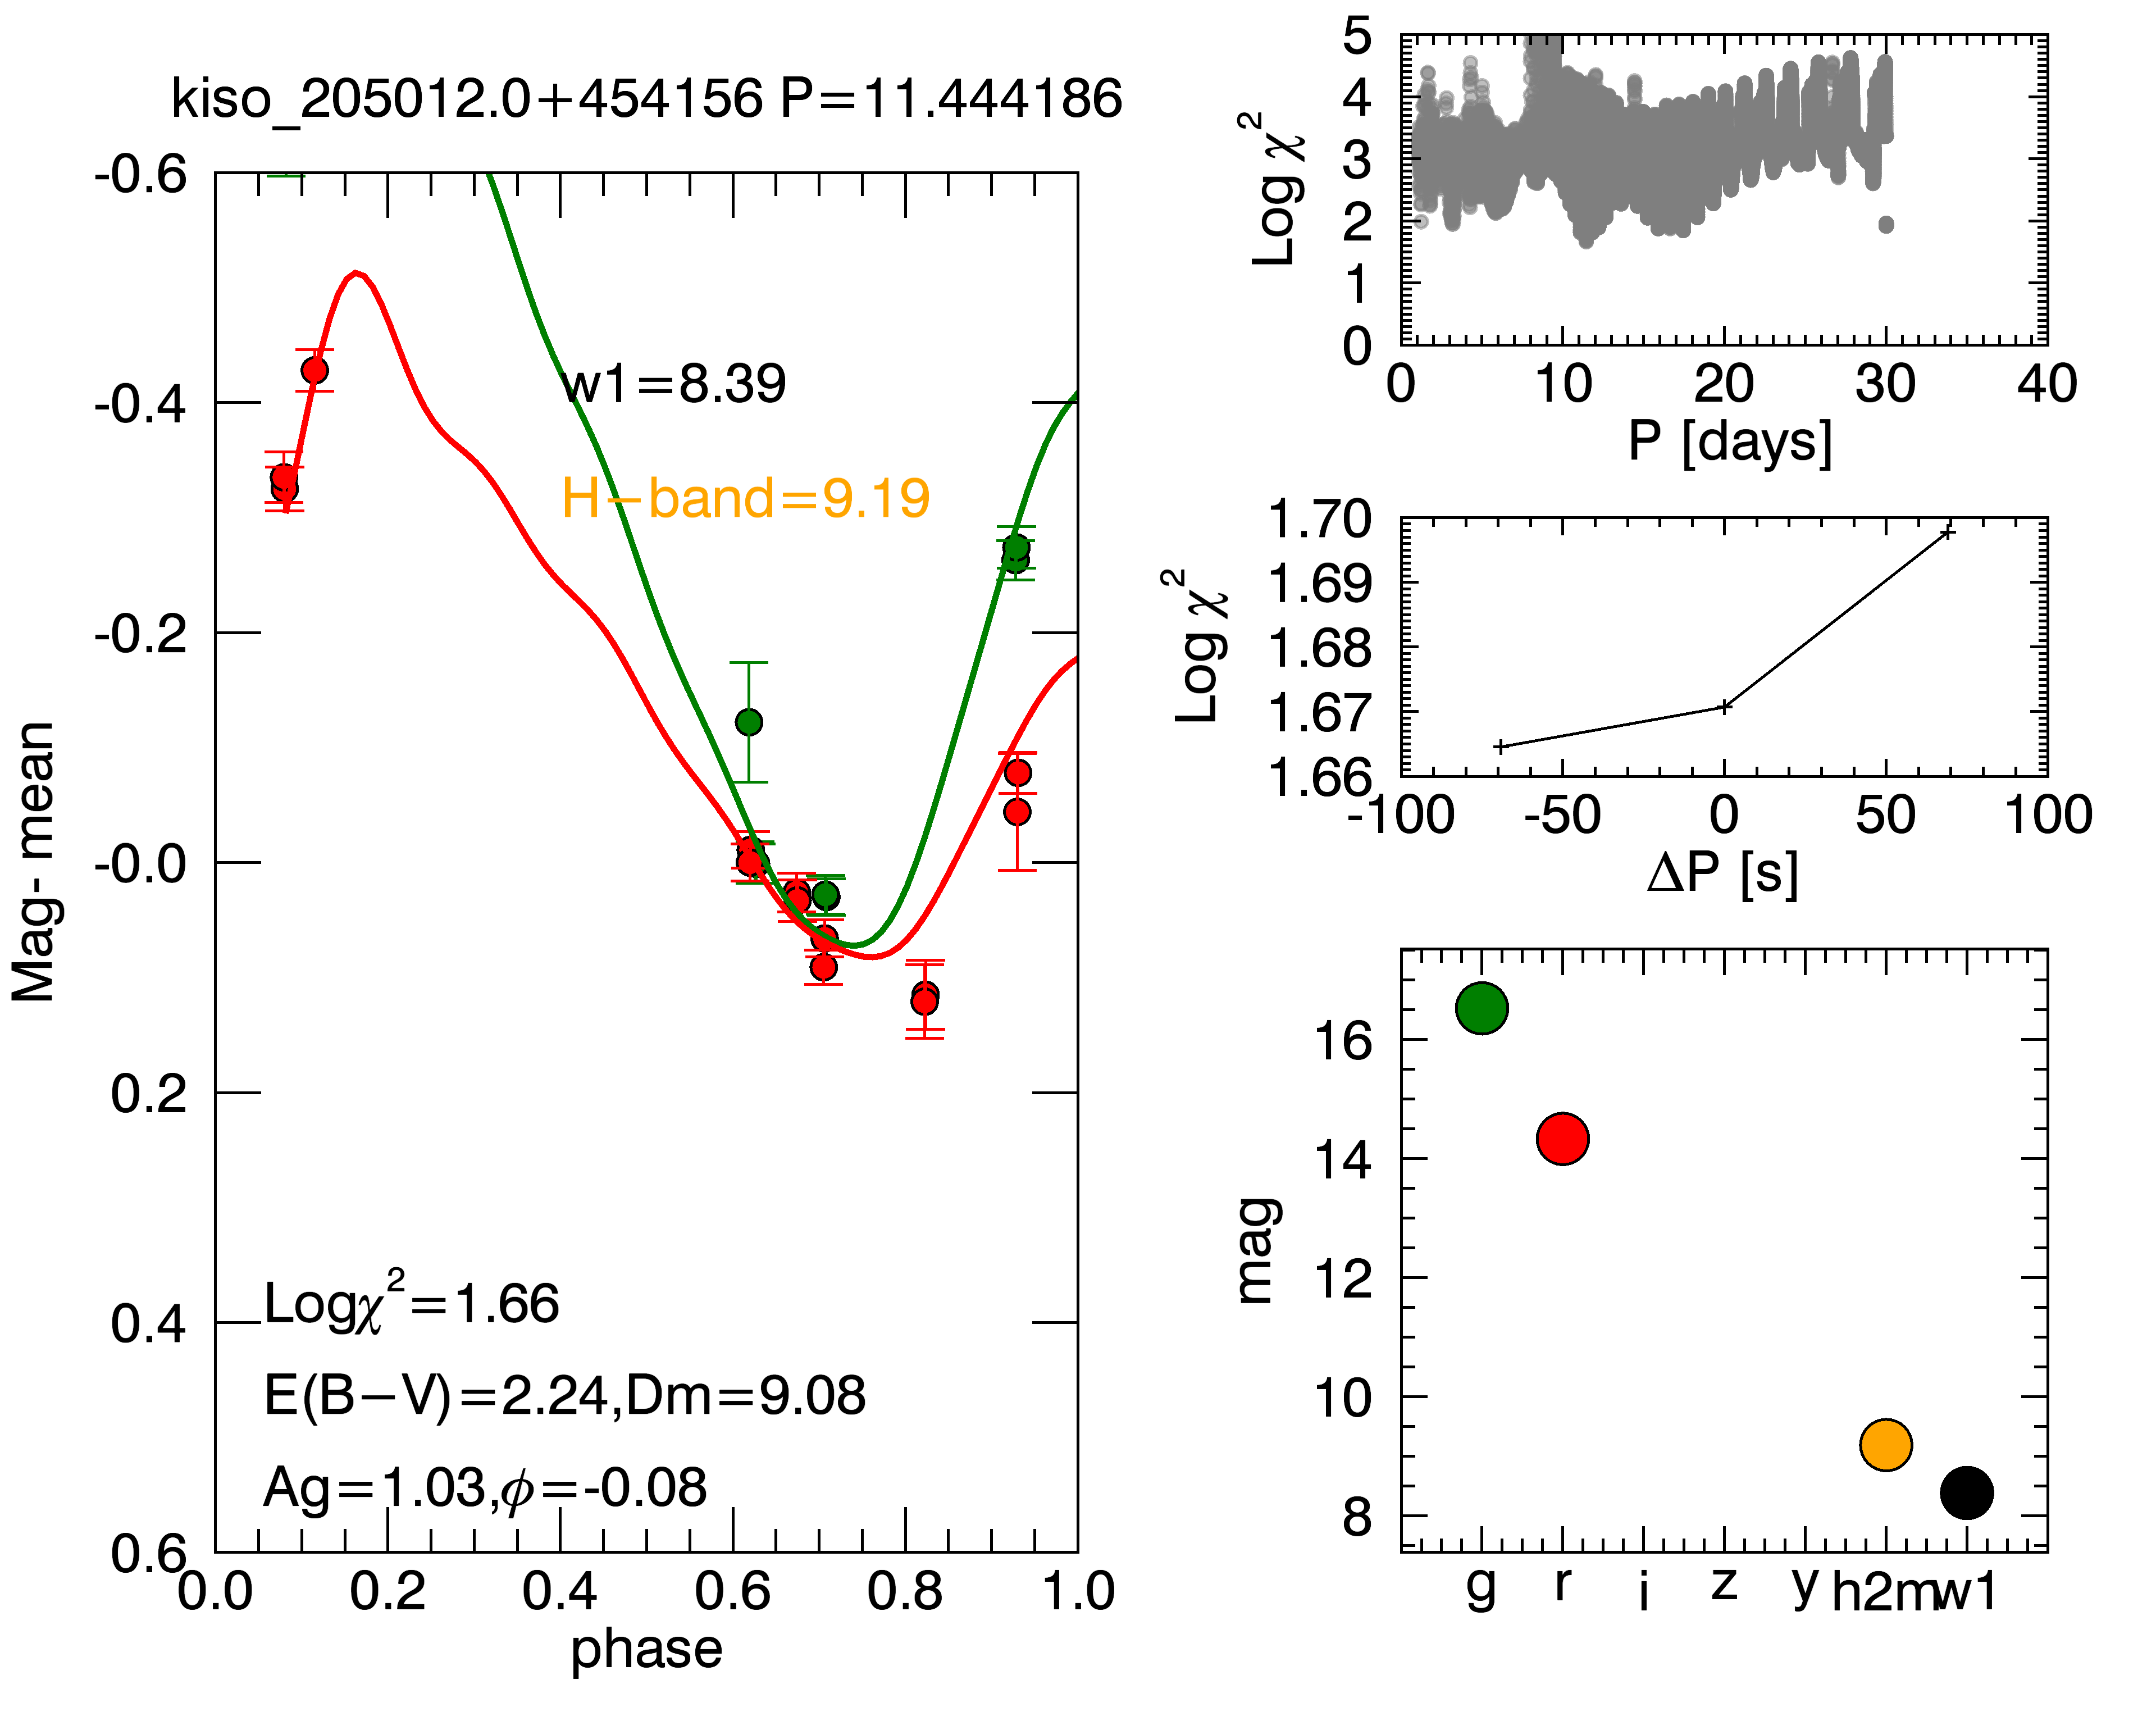 kiso_205012.0+454156 P=11.444186
-0.6
-0.4
-0.2
-0.0
0.2
0.4
0.6
Mag- mean
w1=8.39
H−band=9.19
Logχ²=1.66
E(B−V)=2.24,Dm=9.08
Ag=1.03,ϕ=-0.08
0.0 0.2 0.4 0.6 0.8 1.0
phase
5
4
3
2
1
0
Log χ²
0 10 20 30 40
P [days]
1.70
1.69
1.68
1.67
1.66
Log χ²
-100 -50 0 50 100
ΔP [s]
16
14
12
10
8
mag
g r i z y h2m w1